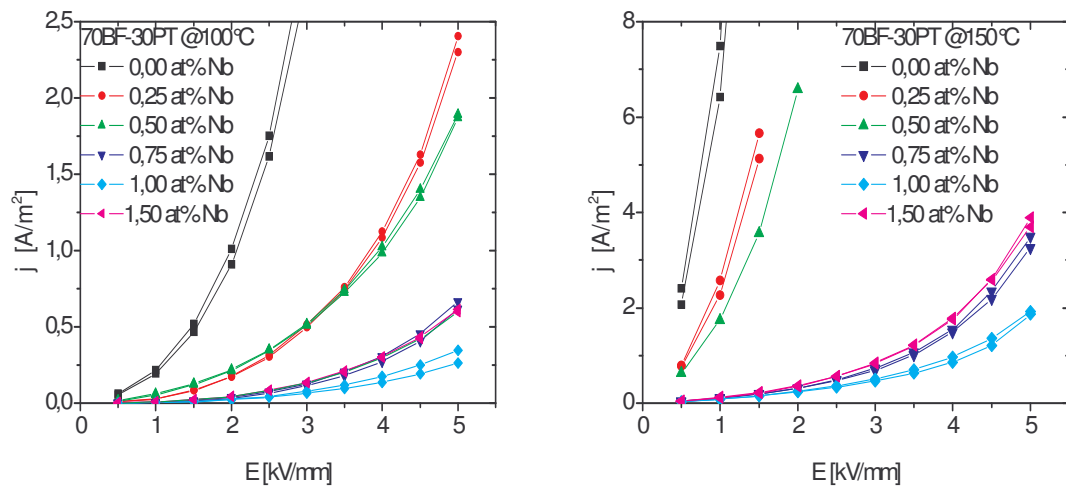 70BF-30PT @100°C
0,00 at% Nb
0,25 at% Nb
0,50 at% Nb
0,75 at% Nb
1,00 at% Nb
1,50 at% Nb
2,5
2,0
1,5
1,0
0,5
0,0
j [A/m²]
0 1 2 3 4 5
E [kV/mm]
70BF-30PT @150°C
0,00 at% Nb
0,25 at% Nb
0,50 at% Nb
0,75 at% Nb
1,00 at% Nb
1,50 at% Nb
8
6
4
2
0
j [A/m²]
0 1 2 3 4 5
E [kV/mm]